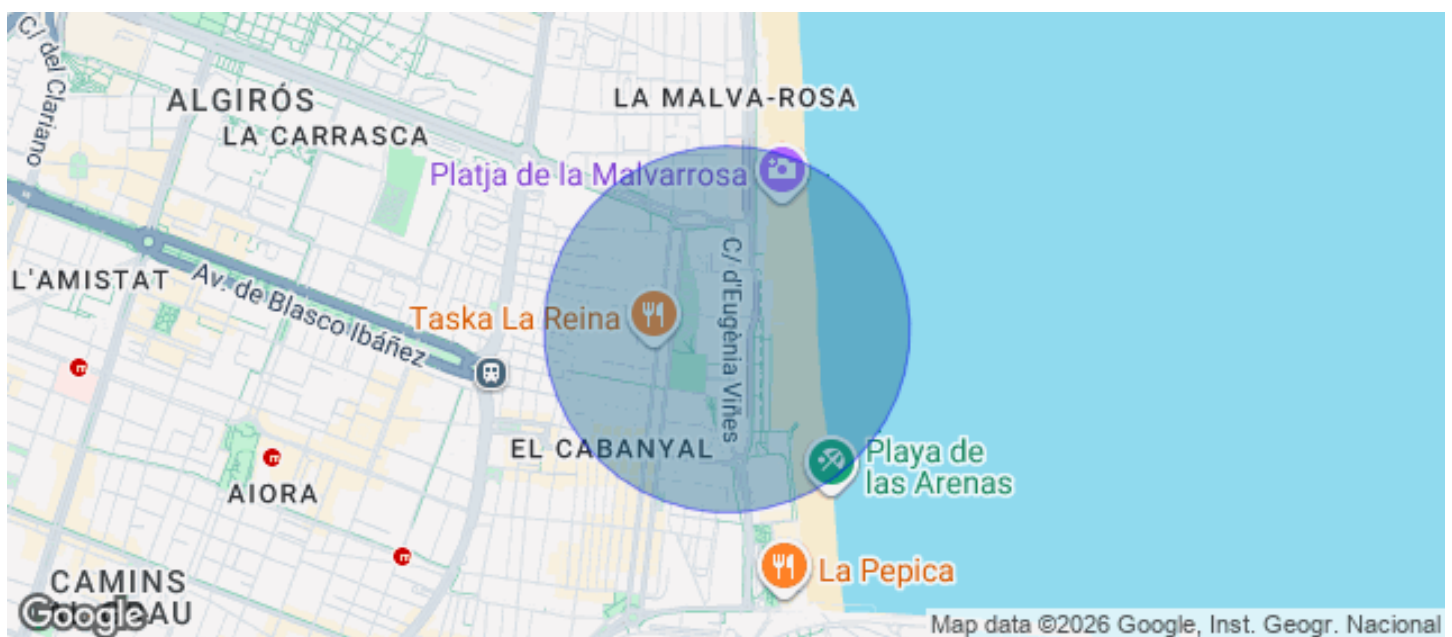 C/ del Clariano
ALGIRÓS
LA CARRASCA
LA MALVA-ROSA
Platja de la Malvarrosa
L'AMISTAT
Av. de Blasco Ibáñez
Taska La Reina
C/ d'Eugènia Viñes
EL CABANYAL
Playa de
las Arenas
AIORA
La Pepica
CAMINS
AU
Google
Map data ©2026 Google, Inst. Geogr. Nacional